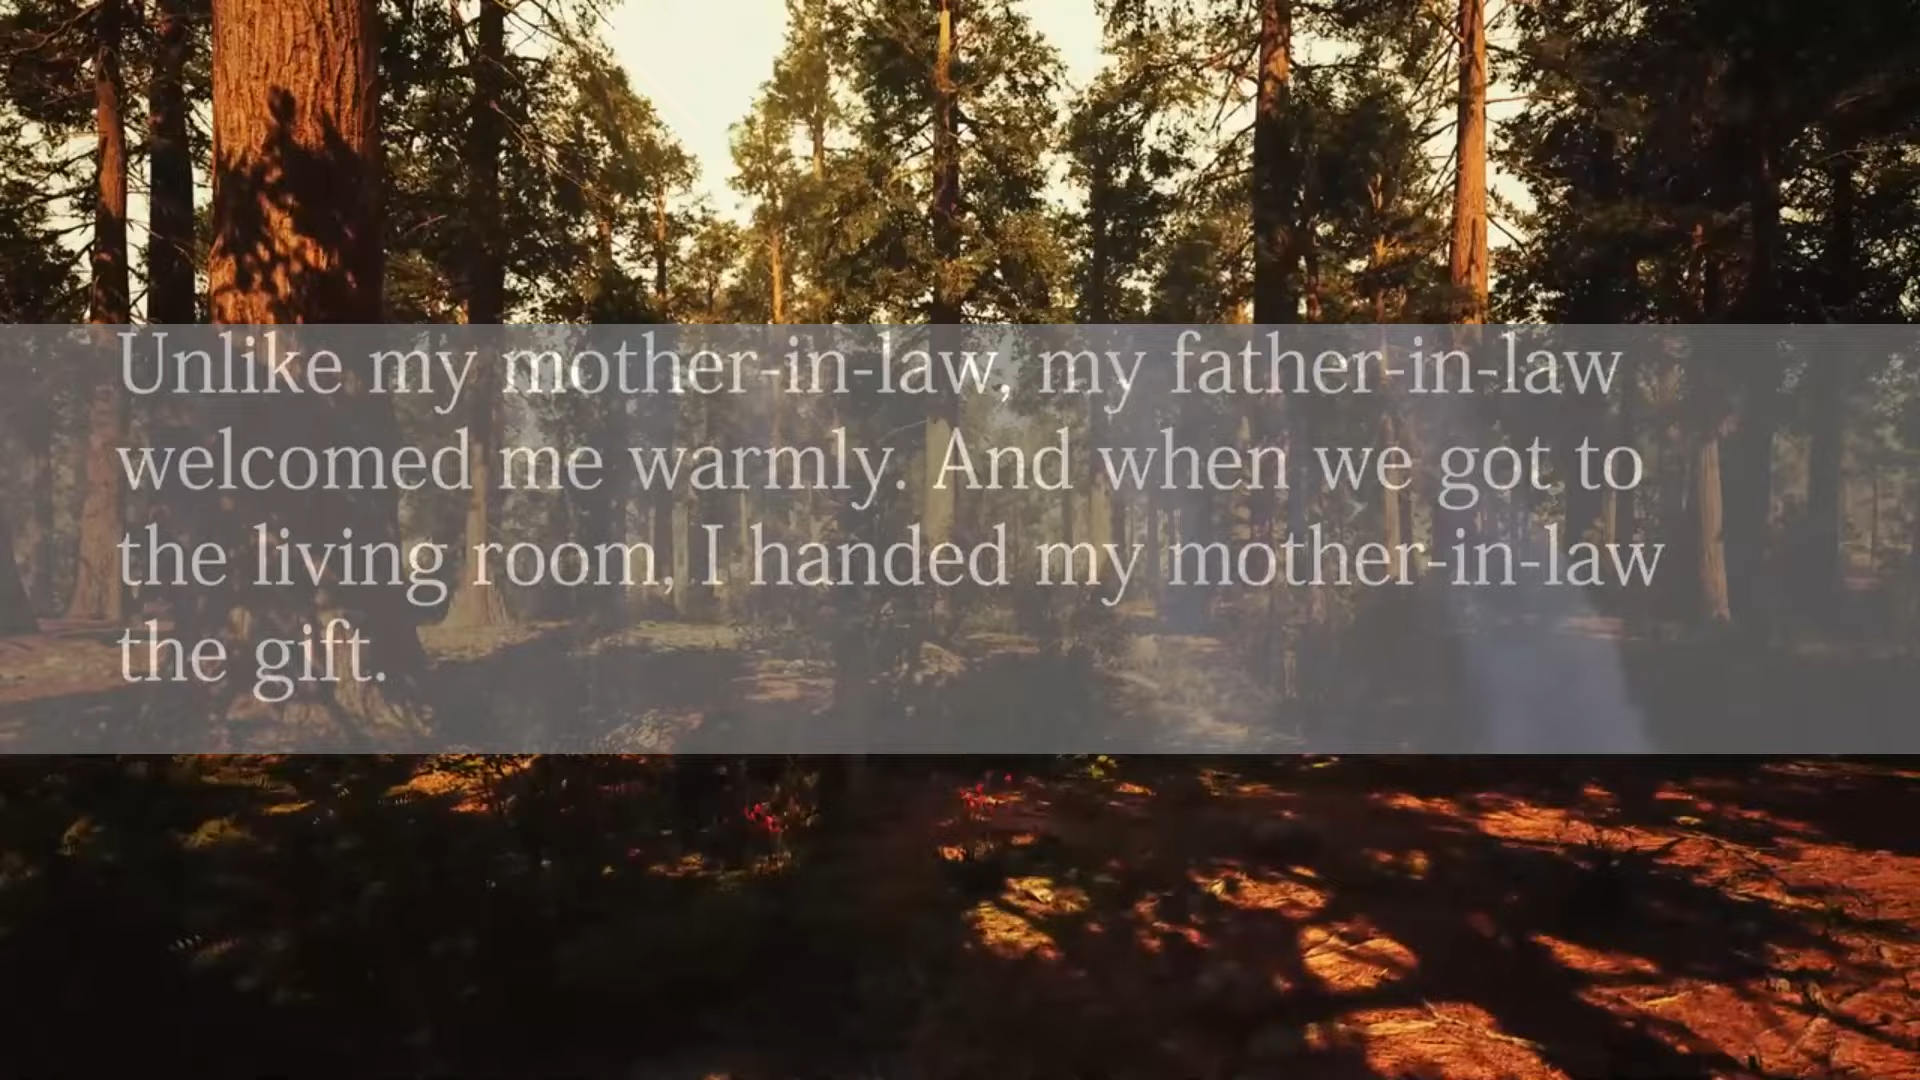 Unlike my mother-in-law, my father-in-law
welcomed me warmly. And when we got to
the living room, I handed my mother-in-law
the gift.